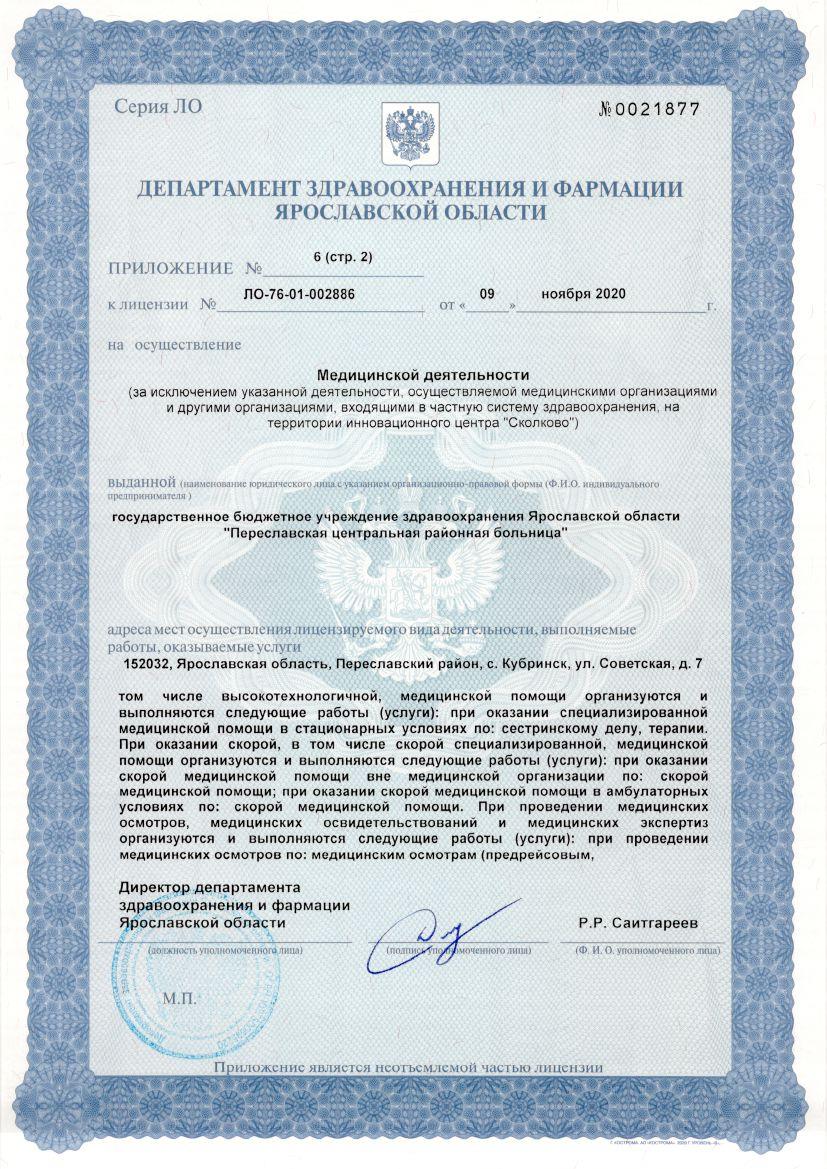 Серия ЛО
№0021877
ДЕПАРТАМЕНТ ЗДРАВООХРАНЕНИЯ И ФАРМАЦИИ
ЯРОСЛАВСКОЙ ОБЛАСТИ
ПРИЛОЖЕНИЕ № 6 (стр. 2)
к лицензии № ЛО-76-01-002886 от « 09 » ноября 2020 г.
на осуществление
Медицинской деятельности
(за исключением указанной деятельности, осуществляемой медицинскими организациями
и другими организациями, входящими в частную систему здравоохранения, на
территории инновационного центра "Сколково")
выданной (наименование юридического лица с указанием организационно-правовой формы (Ф.И.О. индивидуального
предпринимателя )
государственное бюджетное учреждение здравоохранения Ярославской области
"Переславская центральная районная больница"
адреса мест осуществления лицензируемого вида деятельности, выполняемые
работы, оказываемые услуги
152032, Ярославская область, Переславский район, с. Кубринск, ул. Советская, д. 7
том числе высокотехнологичной, медицинской помощи организуются и
выполняются следующие работы (услуги): при оказании специализированной
медицинской помощи в стационарных условиях по: сестринскому делу, терапии.
При оказании скорой, в том числе скорой специализированной, медицинской
помощи организуются и выполняются следующие работы (услуги): при оказании
скорой медицинской помощи вне медицинской организации по: скорой
медицинской помощи; при оказании скорой медицинской помощи в амбулаторных
условиях по: скорой медицинской помощи. При проведении медицинских
осмотров, медицинских освидетельствований и медицинских экспертиз
организуются и выполняются следующие работы (услуги): при проведении
медицинских осмотров по: медицинским осмотрам (предрейсовым,
Директор департамента
здравоохранения и фармации
Ярославской области
Р.Р. Саитгареев
(должность уполномоченного лица)
(подпись уполномоченного лица)
(Ф. И. О. уполномоченного лица)
М.П.
Приложение является неотъемлемой частью лицензии